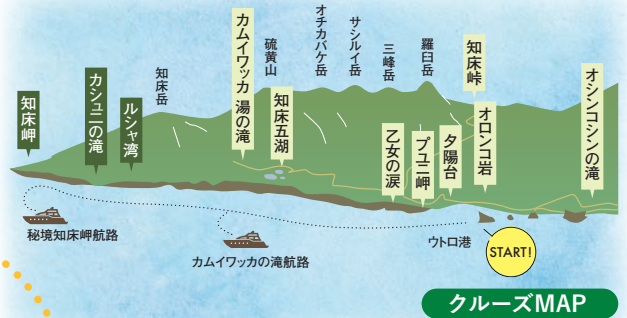 知床岬
カシュニの滝
ルシャ湾
知床岳
カムイワッカ 湯の滝
硫黄山
知床五湖
オチカバケ岳
サシルイ岳
三峰岳
羅臼岳
乙女の涙
プユニ岬
夕陽台
知床峠
オロンコ岩
オシンコシンの滝
秘境知床岬航路
カムイワッカの滝航路
ウトロ港
START!
クルーズMAP